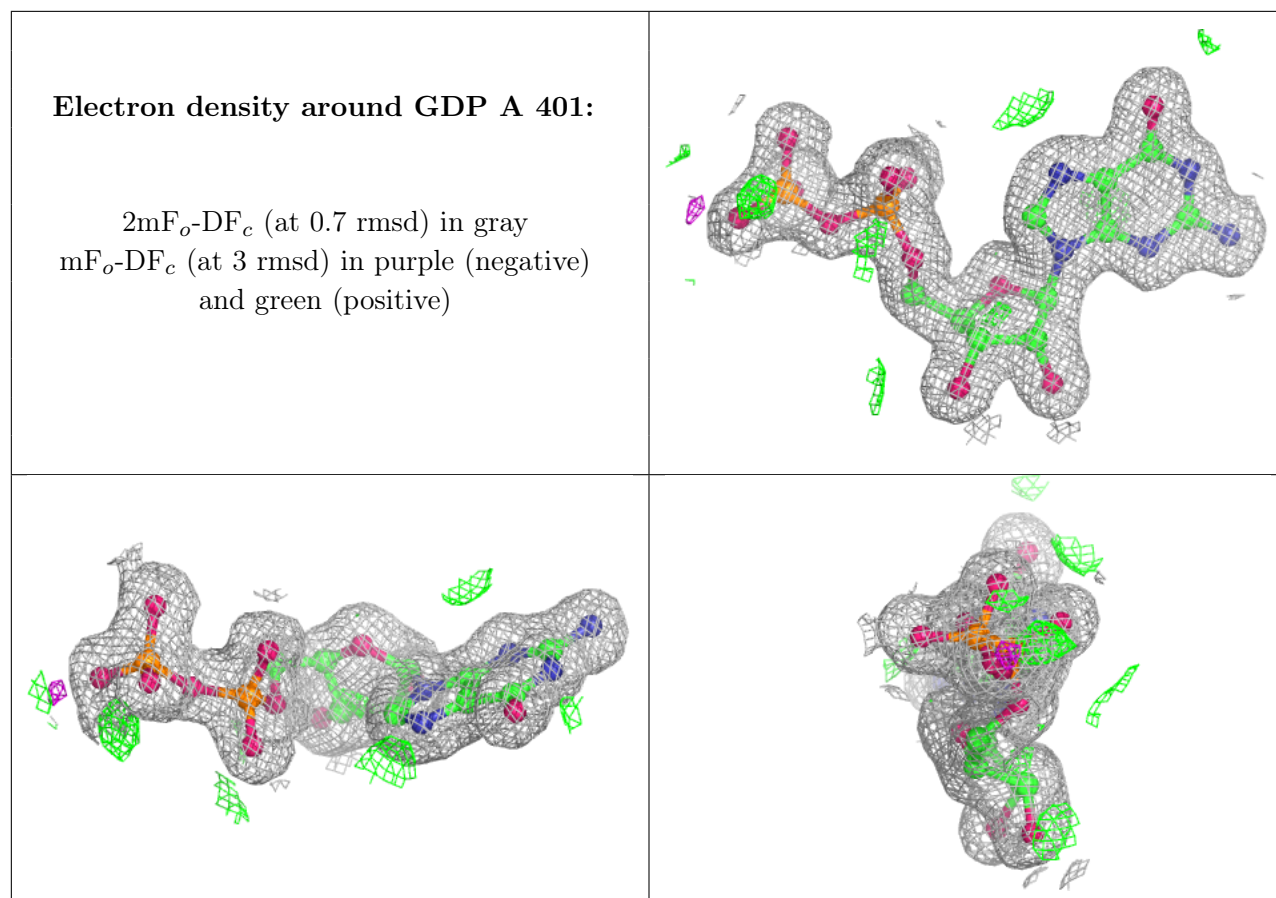 Electron density around GDP A 401:
2mFₒ-DF𝒸 (at 0.7 rmsd) in gray
mFₒ-DF𝒸 (at 3 rmsd) in purple (negative)
and green (positive)